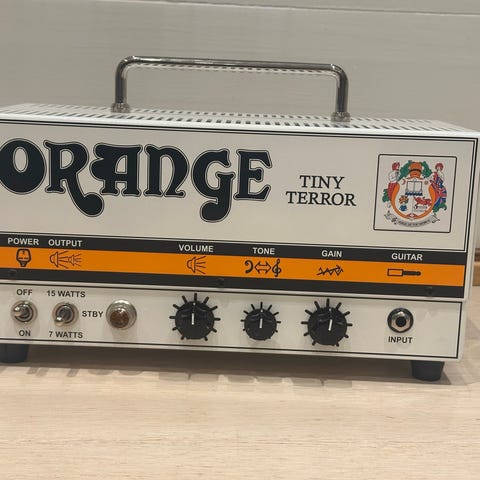 ORANGE
TINY
TERROR
POWER OUTPUT VOLUME TONE GAIN GUITAR
OFF 15 WATTS
STBY
ON 7 WATTS
INPUT